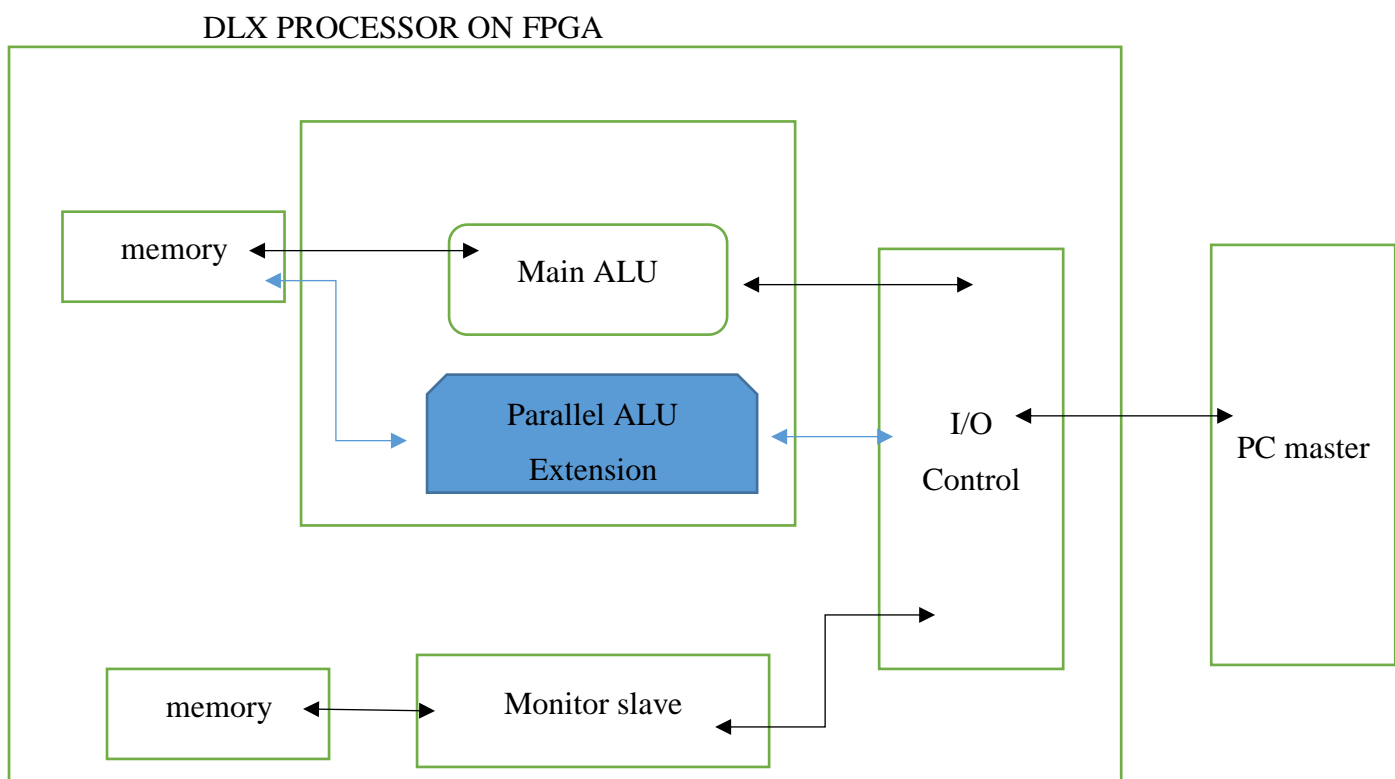 DLX PROCESSOR ON FPGA
memory
Main ALU
Parallel ALU
Extension
I/O
Control
PC master
memory
Monitor slave